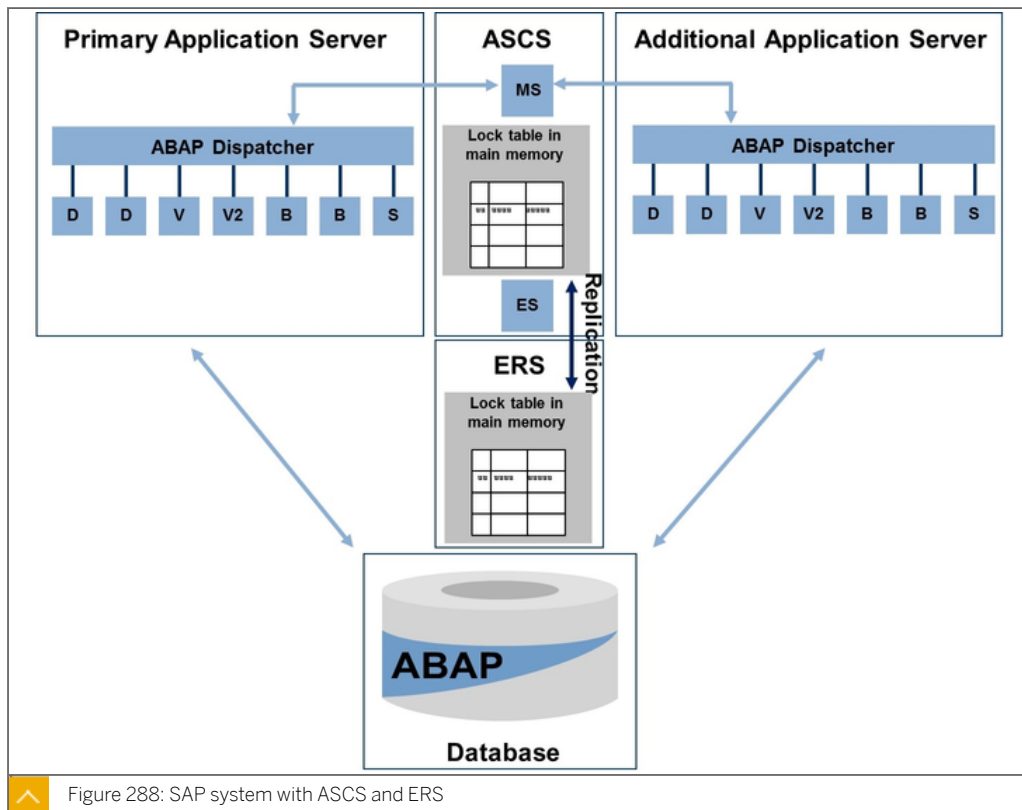 Primary Application Server
ABAP Dispatcher
D D V V2 B B S
ASCS
MS
Lock table in
main memory
ES
Replication
ERS
Lock table in
main memory
Additional Application Server
ABAP Dispatcher
D D V V2 B B S
ABAP
Database
Figure 288: SAP system with ASCS and ERS